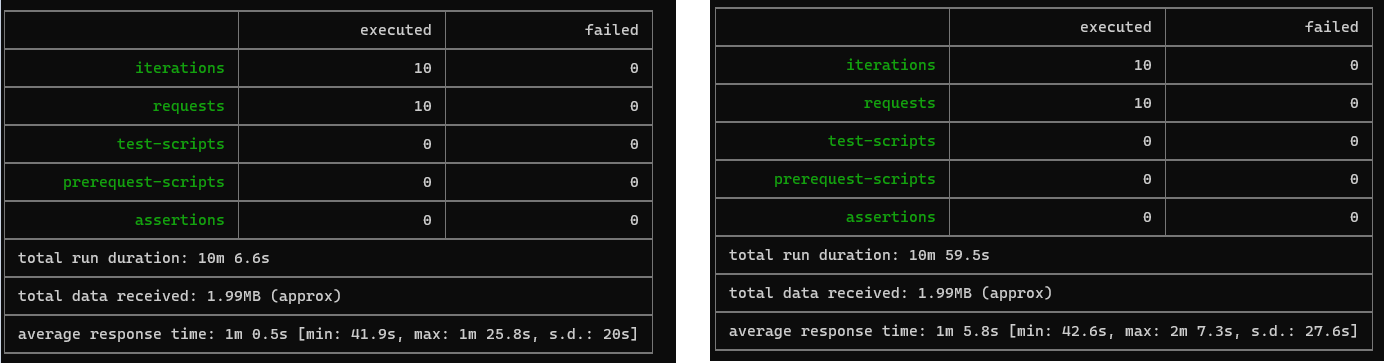 executed failed
iterations 10 0
requests 10 0
test-scripts 0 0
prerequest-scripts 0 0
assertions 0 0
total run duration: 10m 6.6s
total data received: 1.99MB (approx)
average response time: 1m 0.5s [min: 41.9s, max: 1m 25.8s, s.d.: 20s]
executed failed
iterations 10 0
requests 10 0
test-scripts 0 0
prerequest-scripts 0 0
assertions 0 0
total run duration: 10m 59.5s
total data received: 1.99MB (approx)
average response time: 1m 5.8s [min: 42.6s, max: 2m 7.3s, s.d.: 27.6s]